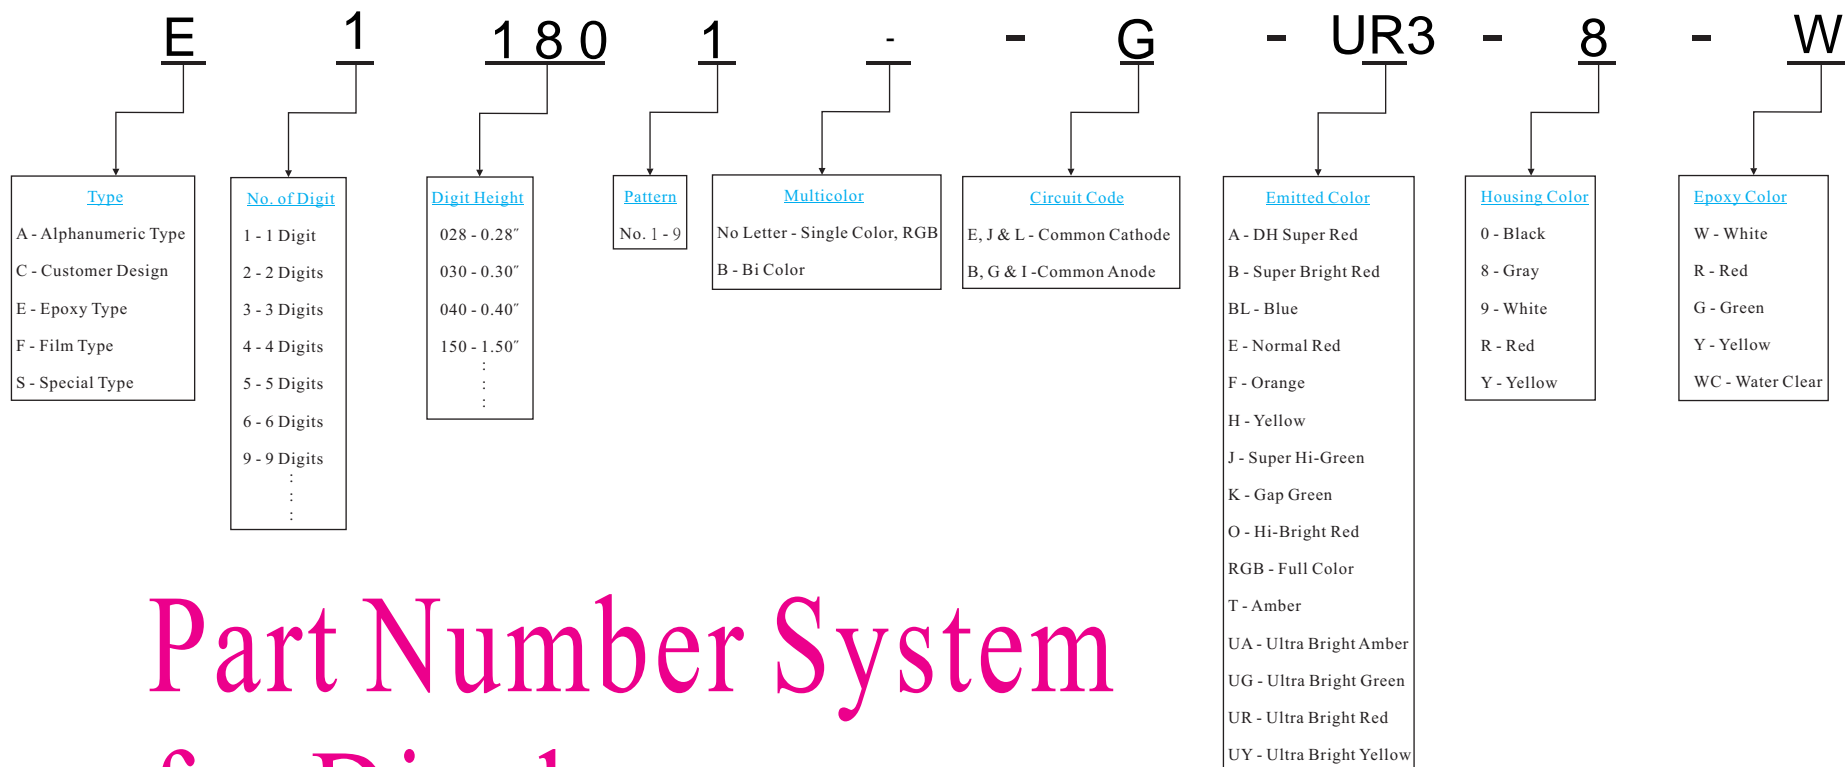 E 1 180 1 - - G - UR3 - 8 - W
Type
A - Alphanumeric Type
C - Customer Design
E - Epoxy Type
F - Film Type
S - Special Type
No. of Digit
1 - 1 Digit
2 - 2 Digits
3 - 3 Digits
4 - 4 Digits
5 - 5 Digits
6 - 6 Digits
9 - 9 Digits
:
:
:
Digit Height
028 - 0.28″
030 - 0.30″
040 - 0.40″
150 - 1.50″
:
:
:
Pattern
No. 1 - 9
Multicolor
No Letter - Single Color, RGB
B - Bi Color
Circuit Code
E, J & L - Common Cathode
B, G & I -Common Anode
Emitted Color
A - DH Super Red
B - Super Bright Red
BL - Blue
E - Normal Red
F - Orange
H - Yellow
J - Super Hi-Green
K - Gap Green
O - Hi-Bright Red
RGB - Full Color
T - Amber
UA - Ultra Bright Amber
UG - Ultra Bright Green
UR - Ultra Bright Red
UY - Ultra Bright Yellow
Housing Color
0 - Black
8 - Gray
9 - White
R - Red
Y - Yellow
Epoxy Color
W - White
R - Red
G - Green
Y - Yellow
WC - Water Clear
Part Number System